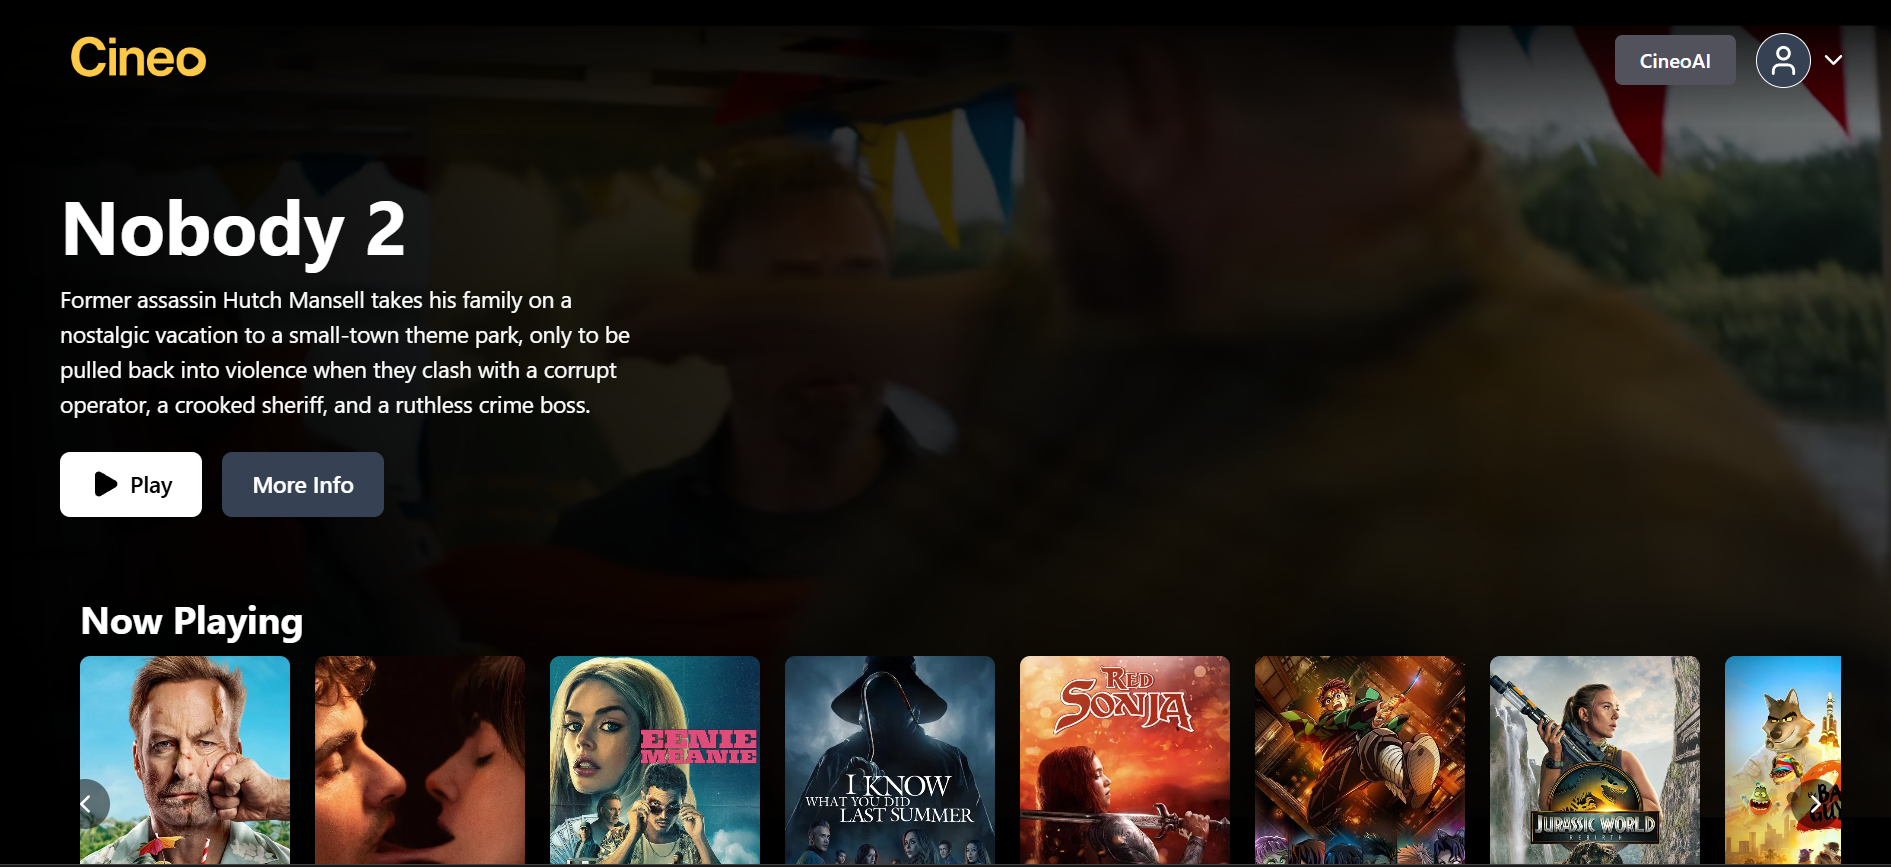 Cineo
CineoAI
Nobody 2
Former assassin Hutch Mansell takes his family on a
nostalgic vacation to a small-town theme park, only to be
pulled back into violence when they clash with a corrupt
operator, a crooked sheriff, and a ruthless crime boss.
Play
More Info
Now Playing
EENIE
MEANIE
I KNOW
WHAT YOU DID
LAST SUMMER
RED
SONJA
JURASSIC WORLD
REBIRTH
BA
GU